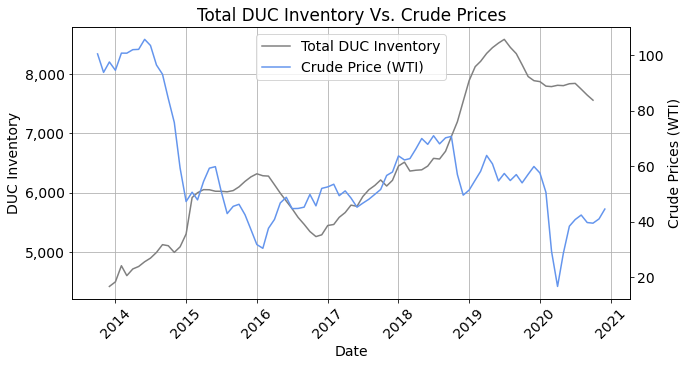 Total DUC Inventory Vs. Crude Prices
Total DUC Inventory
Crude Price (WTI)
8,000
7,000
6,000
5,000
DUC Inventory
100
80
60
40
20
Crude Prices (WTI)
2014
2015
2016
2017
2018
2019
2020
2021
Date